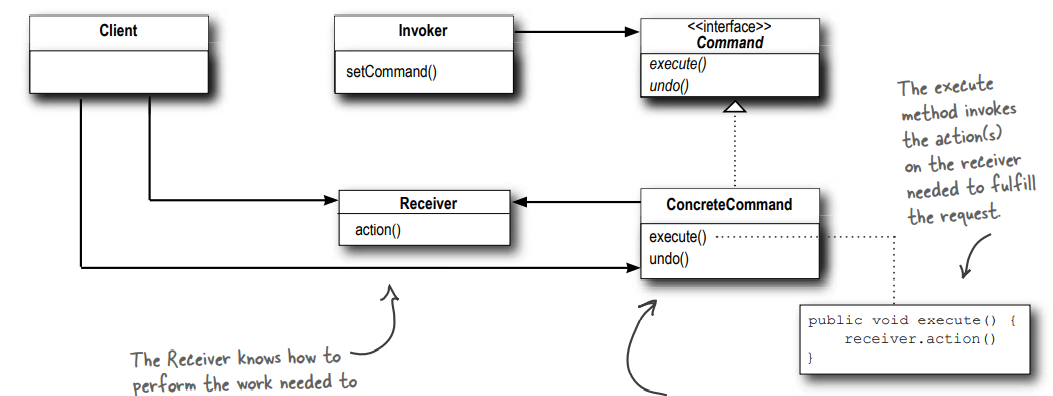 Client
Invoker
setCommand()
<<interface>>
Command
execute()
undo()
The execute
method invokes
the action(s)
on the receiver
needed to fulfill
the request.
Receiver
action()
ConcreteCommand
execute()
undo()
public void execute() {
receiver.action()
}
The Receiver knows how to
perform the work needed to